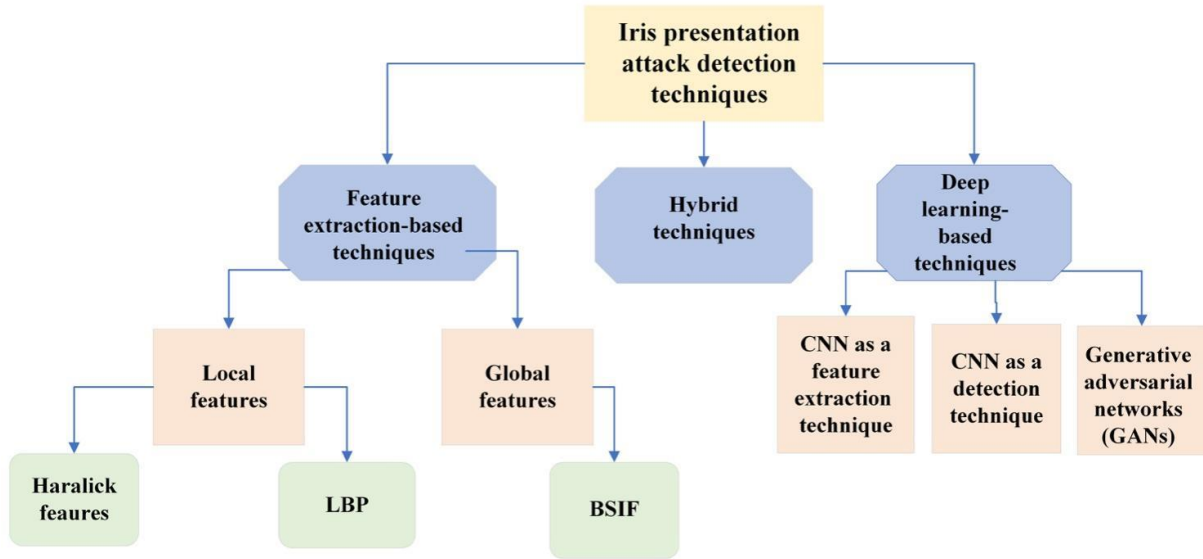 Iris presentation
attack detection
techniques
Feature
extraction-based
techniques
Hybrid
techniques
Deep
learning-
based
techniques
Local
features
Global
features
CNN as a
feature
extraction
technique
CNN as a
detection
technique
Generative
adversarial
networks
(GANs)
Haralick
feaures
LBP
BSIF